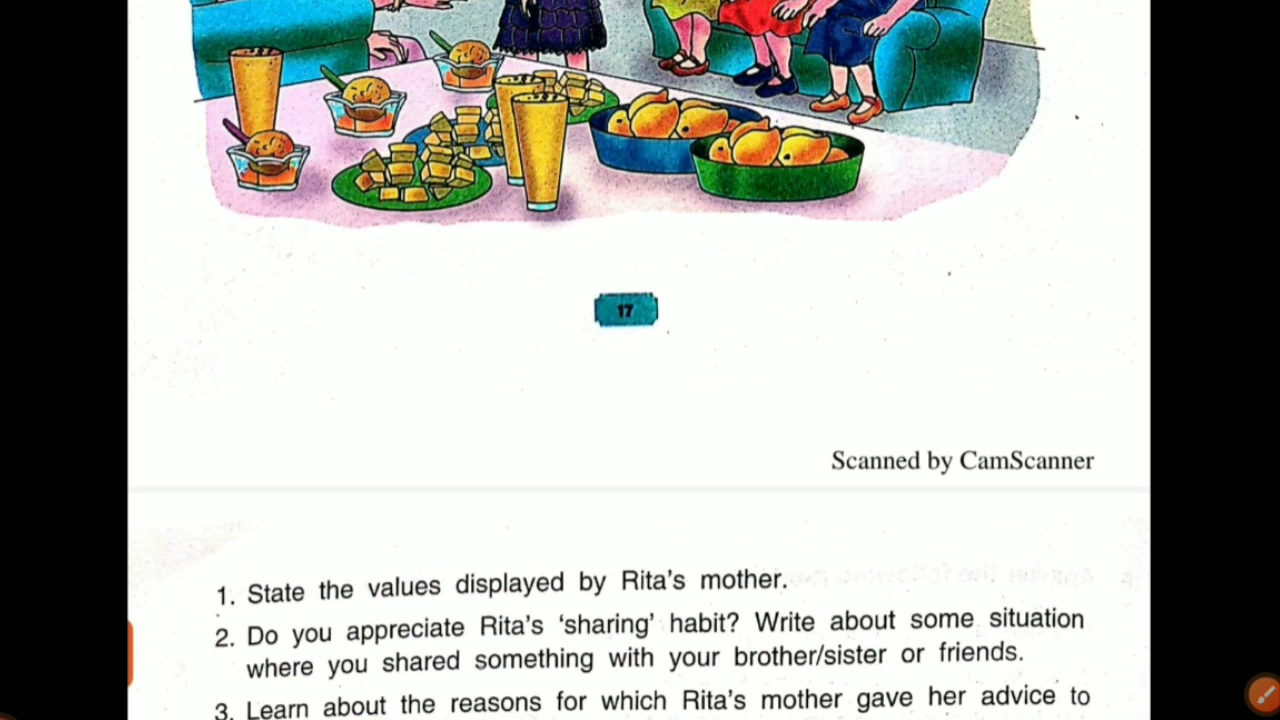 17
Scanned by CamScanner
1. State the values displayed by Rita's mother.
2. Do you appreciate Rita's ‘sharing’ habit? Write about some situation
where you shared something with your brother/sister or friends.
3. Learn about the reasons for which Rita's mother gave her advice to